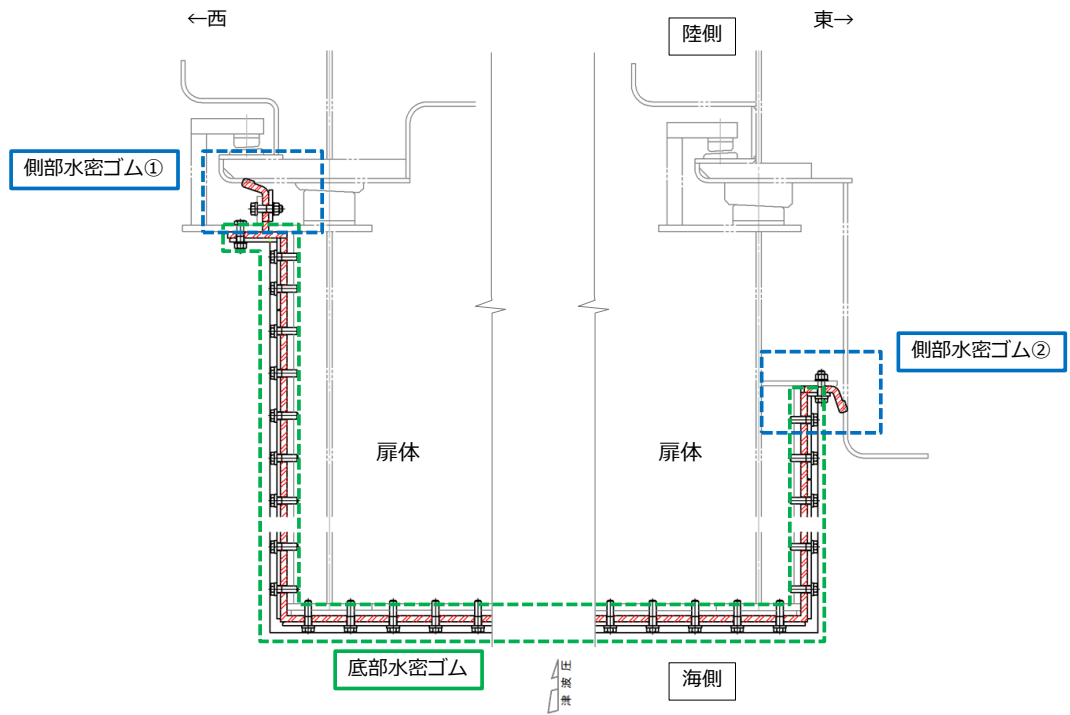 ←西
陸側
東→
側部水密ゴム①
側部水密ゴム②
扉体
扉体
底部水密ゴム
津波圧
海側